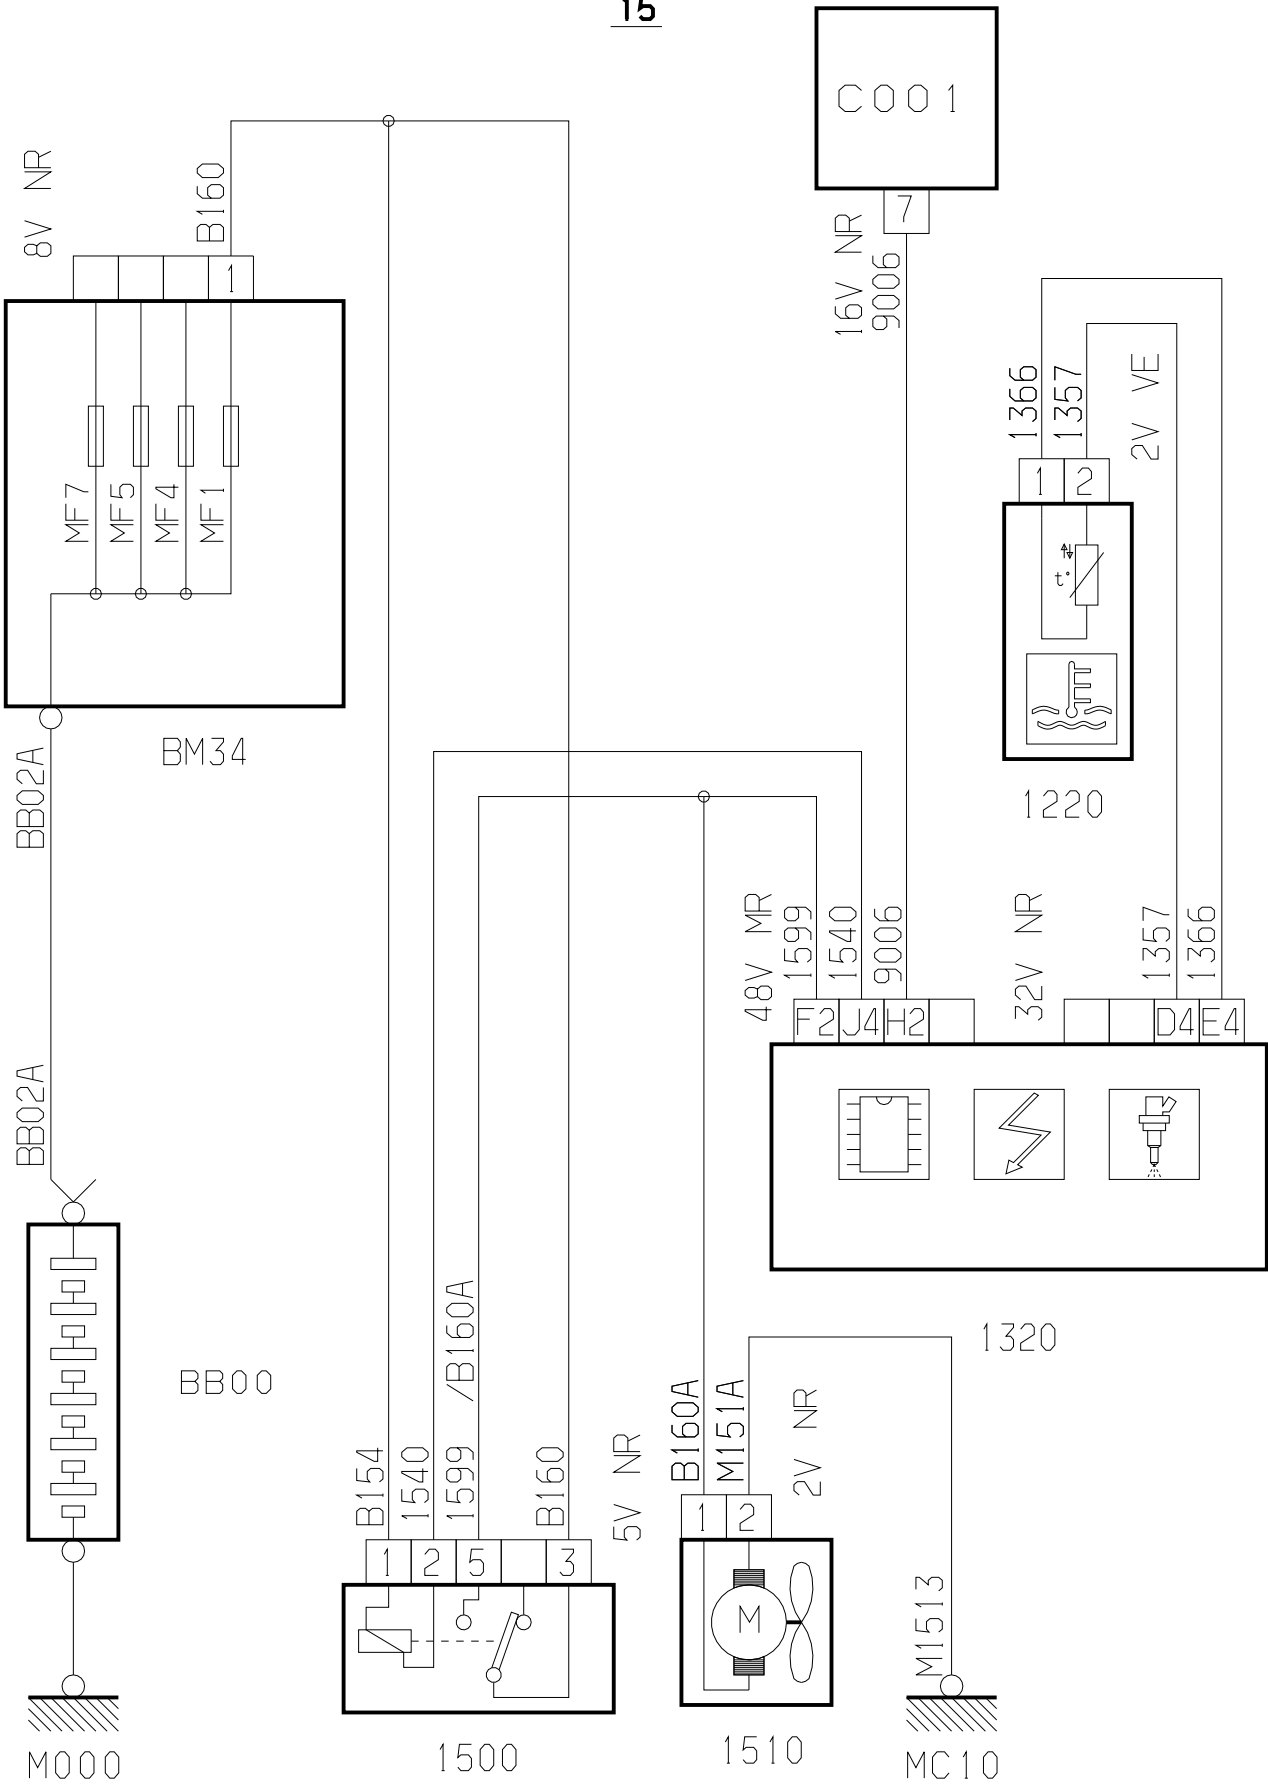 15
C001
7
16V NR
9006
8V NR
B160
1
MF7
MF5
MF4
MF1
BM34
BB02A
BB02A
BB00
M000
1366
1357
2V VE
1
2
t°
1220
48V MR
1599
1540
9006
32V NR
1357
1366
F2
J4
H2
D4
E4
1320
B154
1540
1599 /B160A
B160
5V NR
1
2
5
3
1500
B160A
M151A
2V NR
1
2
M
1510
M1513
MC10